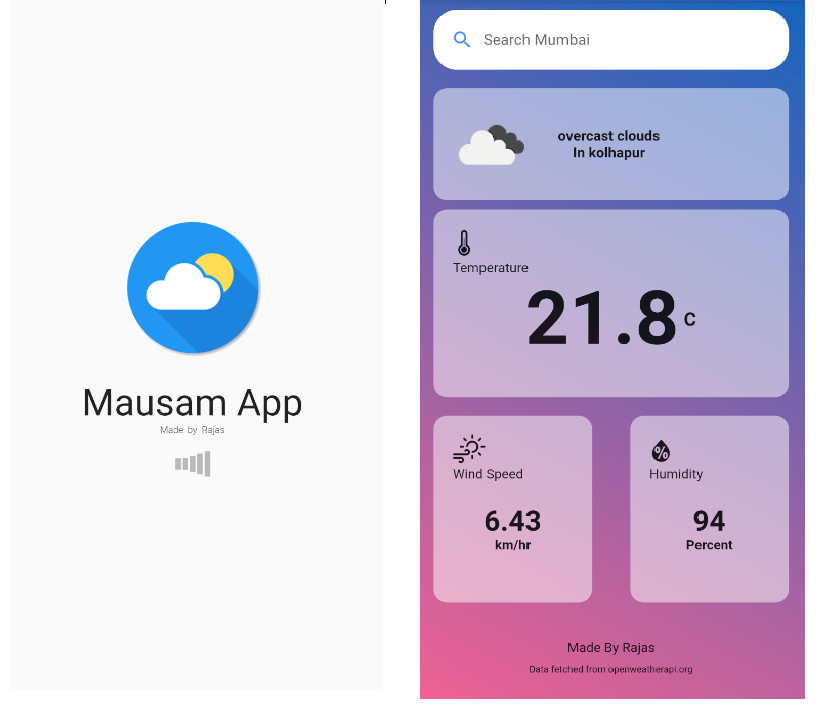 Mausam App
Made by Rajas
Search Mumbai
overcast clouds
In kolhapur
Temperature
21.8 C
Wind Speed
6.43
km/hr
Humidity
94
Percent
Made By Rajas
Data fetched from openweatherapi.org